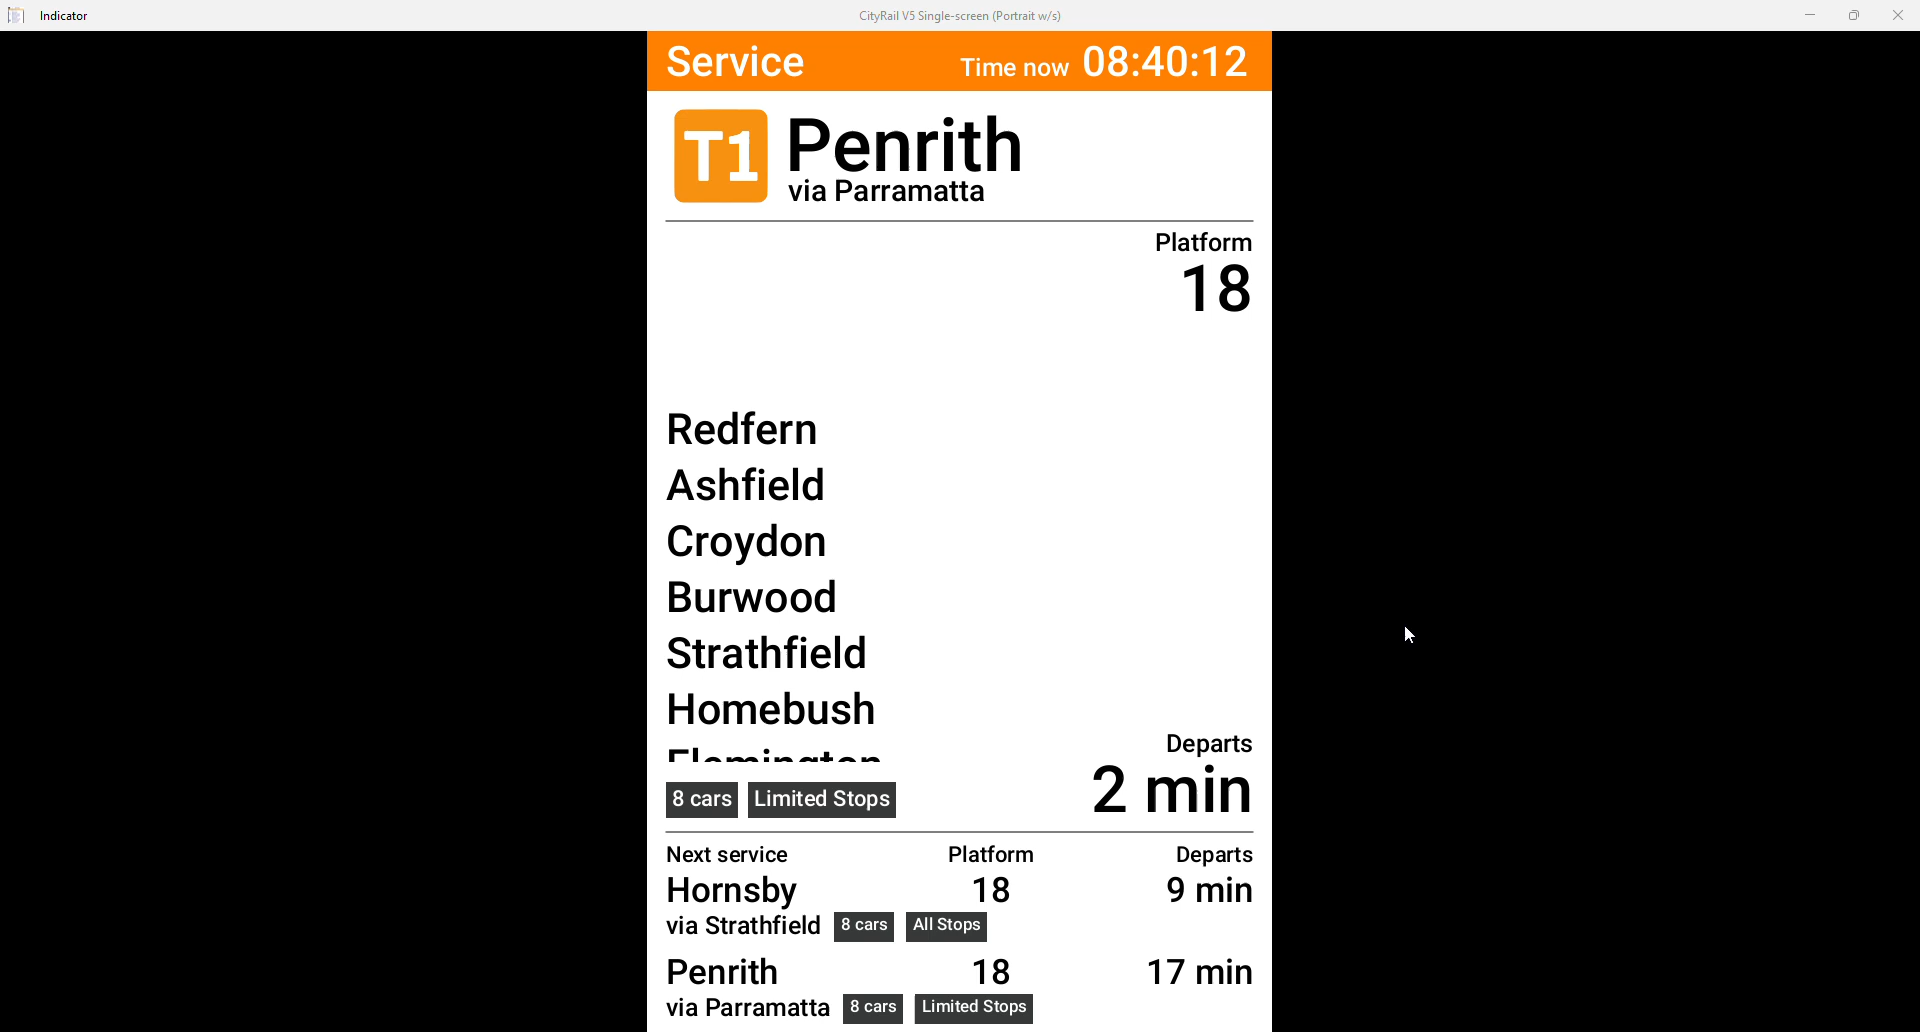 Indicator
CityRail V5 Single-screen (Portrait w/s)
Service
Time now 08:40:12
T1 Penrith
via Parramatta
Platform
18
Redfern
Ashfield
Croydon
Burwood
Strathfield
Homebush
Flemington
Departs
2 min
8 cars Limited Stops
Next service Platform Departs
Hornsby 18 9 min
via Strathfield 8 cars All Stops
Penrith 18 17 min
via Parramatta 8 cars Limited Stops